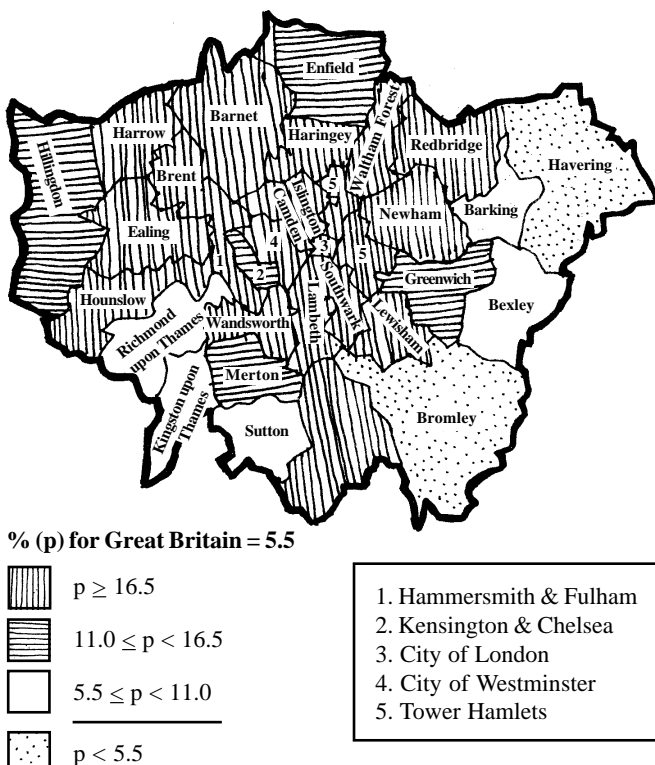 Enfield
Barnet
Harrow
Haringey
Waltham Forest
Redbridge
Havering
Hillingdon
Brent
5
Islington
Camden
Newham
Barking
Ealing
4
3
5
1
2
Greenwich
Hounslow
Southwark
Lambeth
Lewisham
Bexley
Richmond
upon Thames
Wandsworth
Merton
Kingston upon
Thames
Sutton
Bromley
% (p) for Great Britain = 5.5
p ≥ 16.5
11.0 ≤ p < 16.5
5.5 ≤ p < 11.0
p < 5.5
1. Hammersmith & Fulham
2. Kensington & Chelsea
3. City of London
4. City of Westminster
5. Tower Hamlets